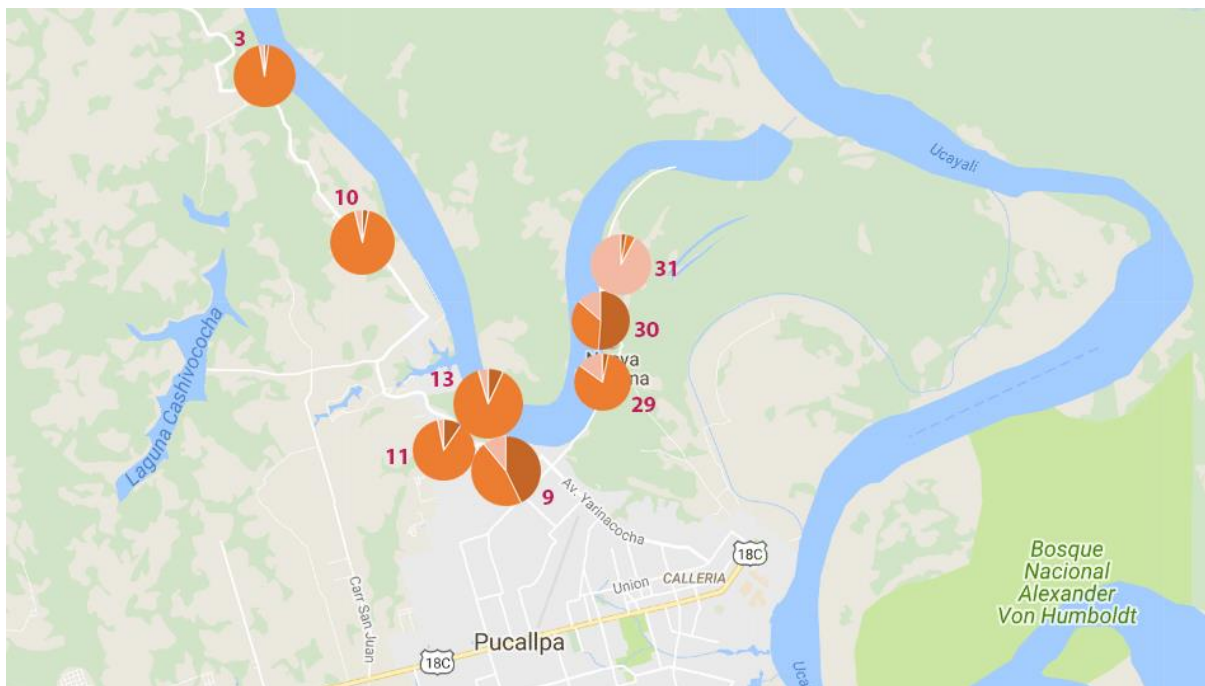 3
10
Ucayali
31
30
29
13
11
9
Laguna Cashivococha
Av. Yarinacocha
18C
Union
CALLERIA
Carr San Juan
Bosque
Nacional
Alexander
Von Humboldt
Pucallpa
18C